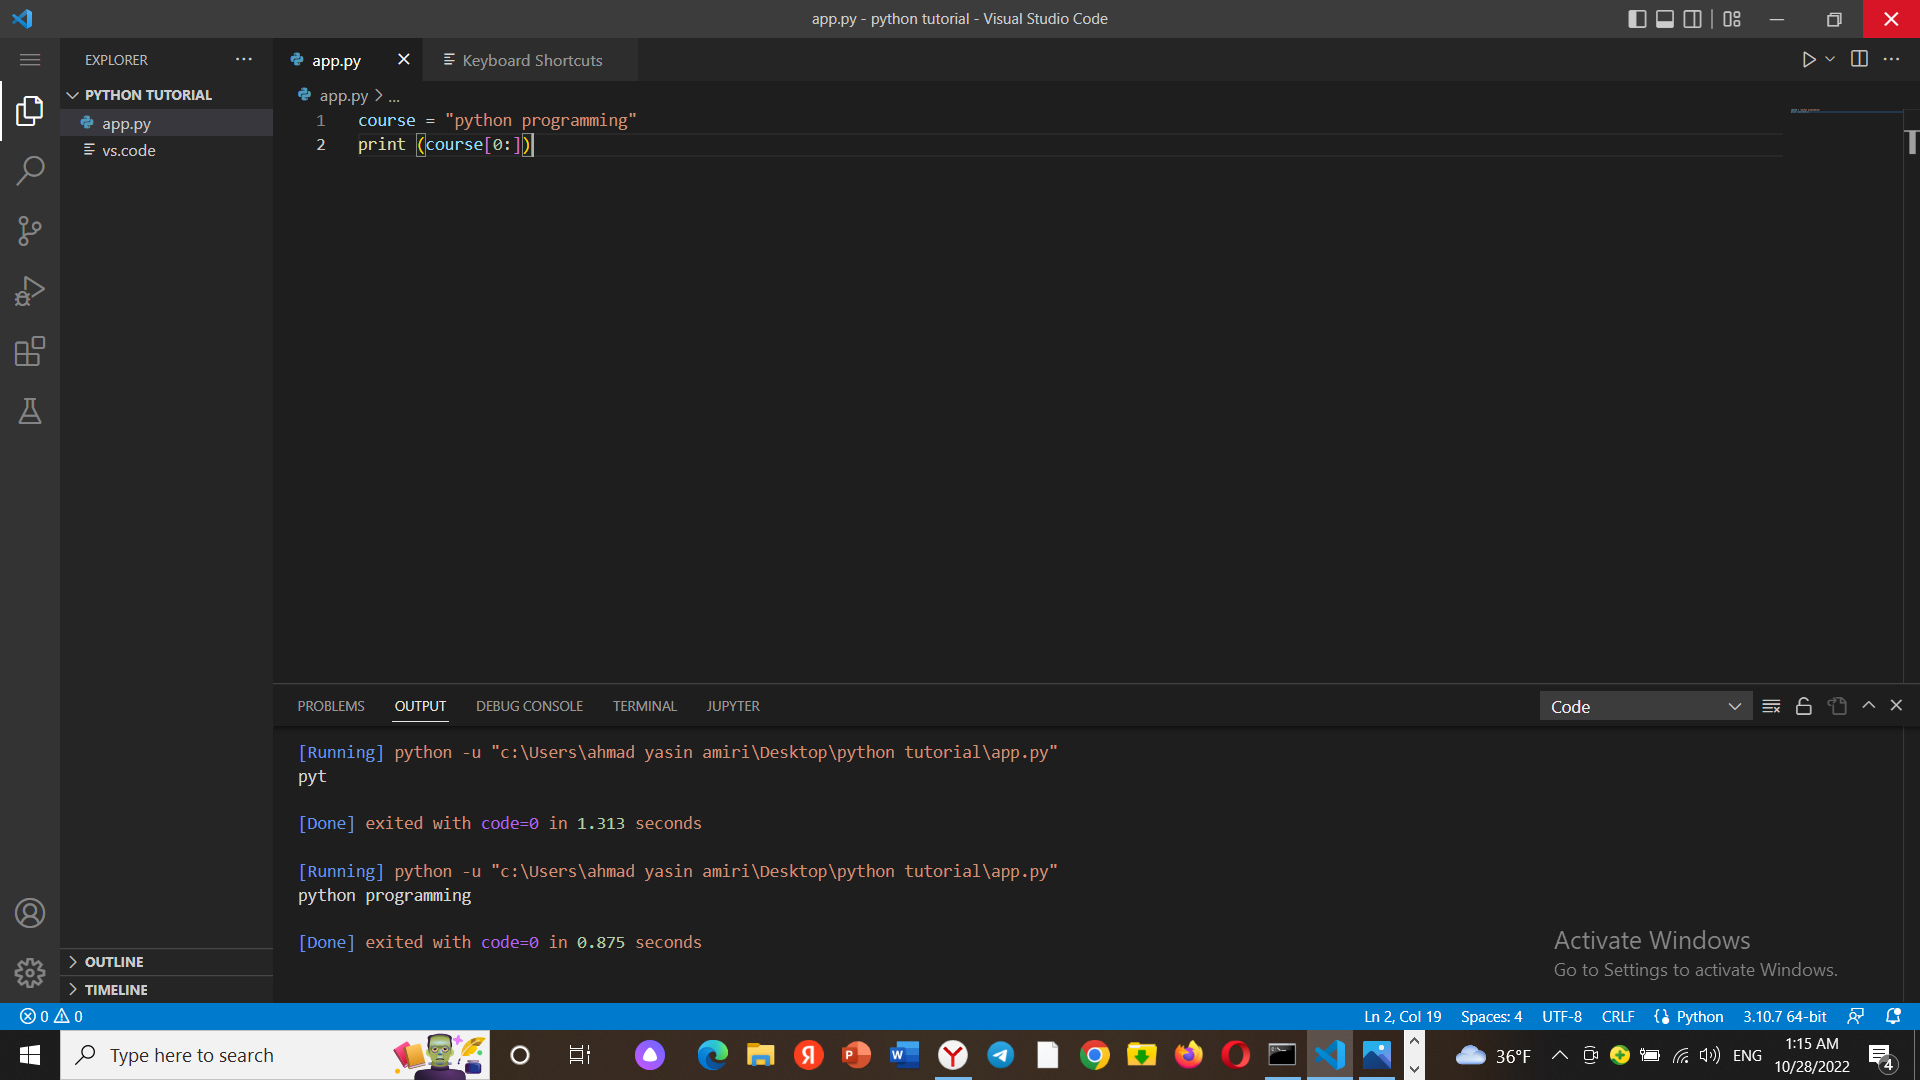 app.py - python tutorial - Visual Studio Code
EXPLORER
PYTHON TUTORIAL
app.py
vs.code
OUTLINE
TIMELINE
app.py
Keyboard Shortcuts
app.py > ...
1 course = "python programming"
2 print (course[0:])
PROBLEMS OUTPUT DEBUG CONSOLE TERMINAL JUPYTER
Code
[Running] python -u "c:\Users\ahmad yasin amiri\Desktop\python tutorial\app.py"
pyt
[Done] exited with code=0 in 1.313 seconds
[Running] python -u "c:\Users\ahmad yasin amiri\Desktop\python tutorial\app.py"
python programming
[Done] exited with code=0 in 0.875 seconds
Activate Windows
Go to Settings to activate Windows.
0 0
Ln 2, Col 19 Spaces: 4 UTF-8 CRLF Python 3.10.7 64-bit
Type here to search
36°F
ENG
1:15 AM
10/28/2022
4